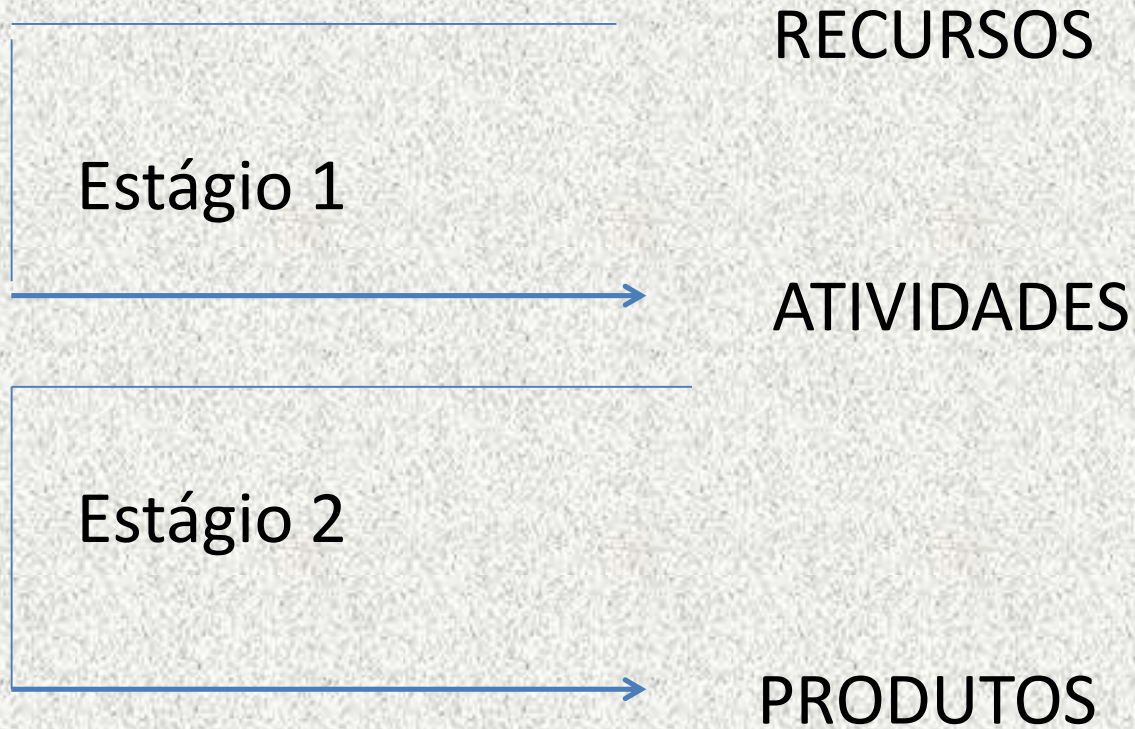 RECURSOS
Estágio 1
ATIVIDADES
Estágio 2
PRODUTOS